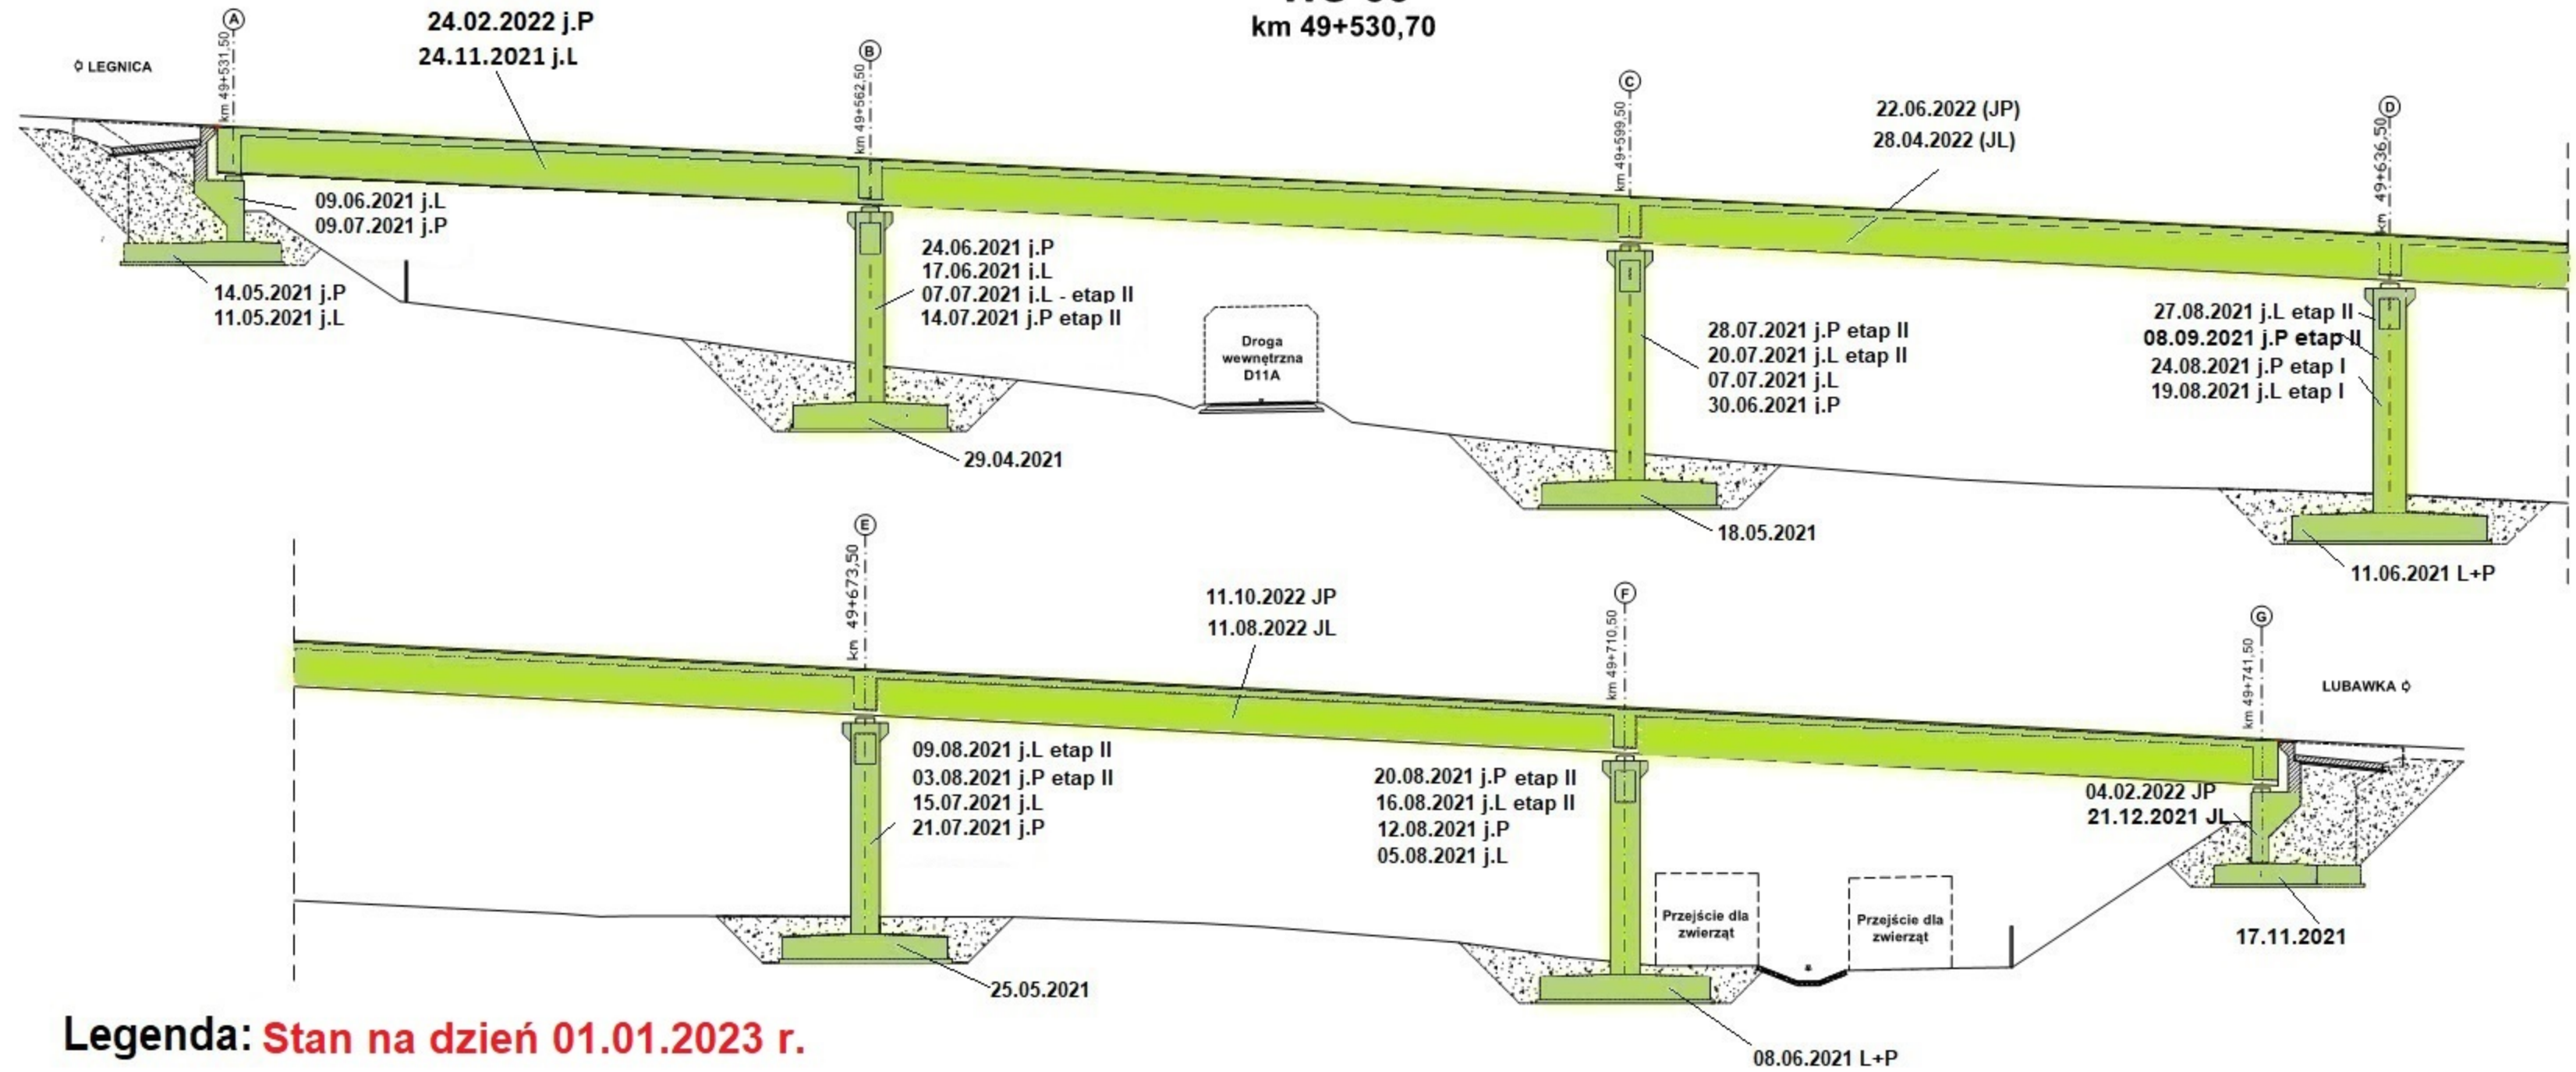 km 49+530,70
LEGNICA
A
km 49+531,50
24.02.2022 j.P
24.11.2021 j.L
B
km 49+562,50
C
km 49+599,50
22.06.2022 (JP)
28.04.2022 (JL)
D
km 49+636,50
09.06.2021 j.L
09.07.2021 j.P
14.05.2021 j.P
11.05.2021 j.L
24.06.2021 j.P
17.06.2021 j.L
07.07.2021 j.L - etap II
14.07.2021 j.P etap II
29.04.2021
Droga
wewnętrzna
D11A
28.07.2021 j.P etap II
20.07.2021 j.L etap II
07.07.2021 j.L
30.06.2021 j.P
18.05.2021
27.08.2021 j.L etap II
08.09.2021 j.P etap II
24.08.2021 j.P etap I
19.08.2021 j.L etap I
11.06.2021 L+P
E
km 49+673,50
11.10.2022 JP
11.08.2022 JL
F
km 49+710,50
G
km 49+741,50
LUBAWKA
09.08.2021 j.L etap II
03.08.2021 j.P etap II
15.07.2021 j.L
21.07.2021 j.P
25.05.2021
20.08.2021 j.P etap II
16.08.2021 j.L etap II
12.08.2021 j.P
05.08.2021 j.L
Przejście dla
zwierząt
Przejście dla
zwierząt
04.02.2022 JP
21.12.2021 JL
17.11.2021
08.06.2021 L+P
Legenda: Stan na dzień 01.01.2023 r.